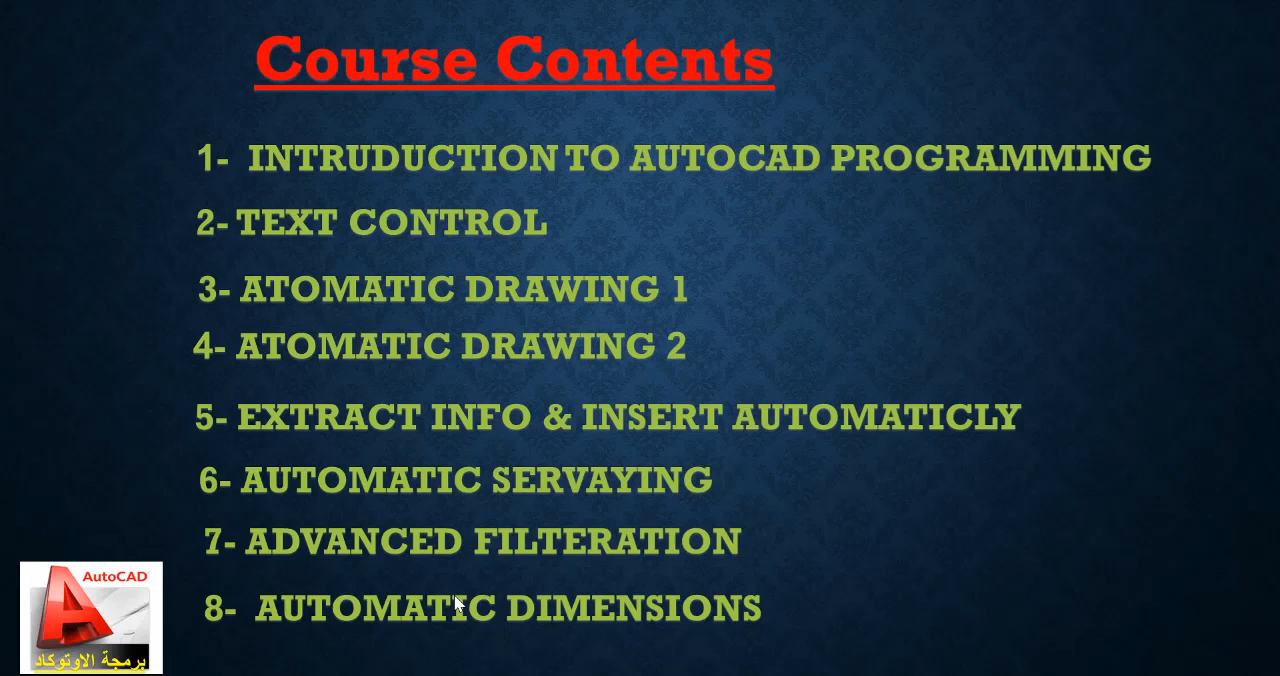 Course Contents
1- INTRUDUCTION TO AUTOCAD PROGRAMMING
2- TEXT CONTROL
3- ATOMATIC DRAWING 1
4- ATOMATIC DRAWING 2
5- EXTRACT INFO & INSERT AUTOMATICLY
6- AUTOMATIC SERVAYING
7- ADVANCED FILTERATION
8- AUTOMATIC DIMENSIONS
AutoCAD
برمجة الاوتوكاد